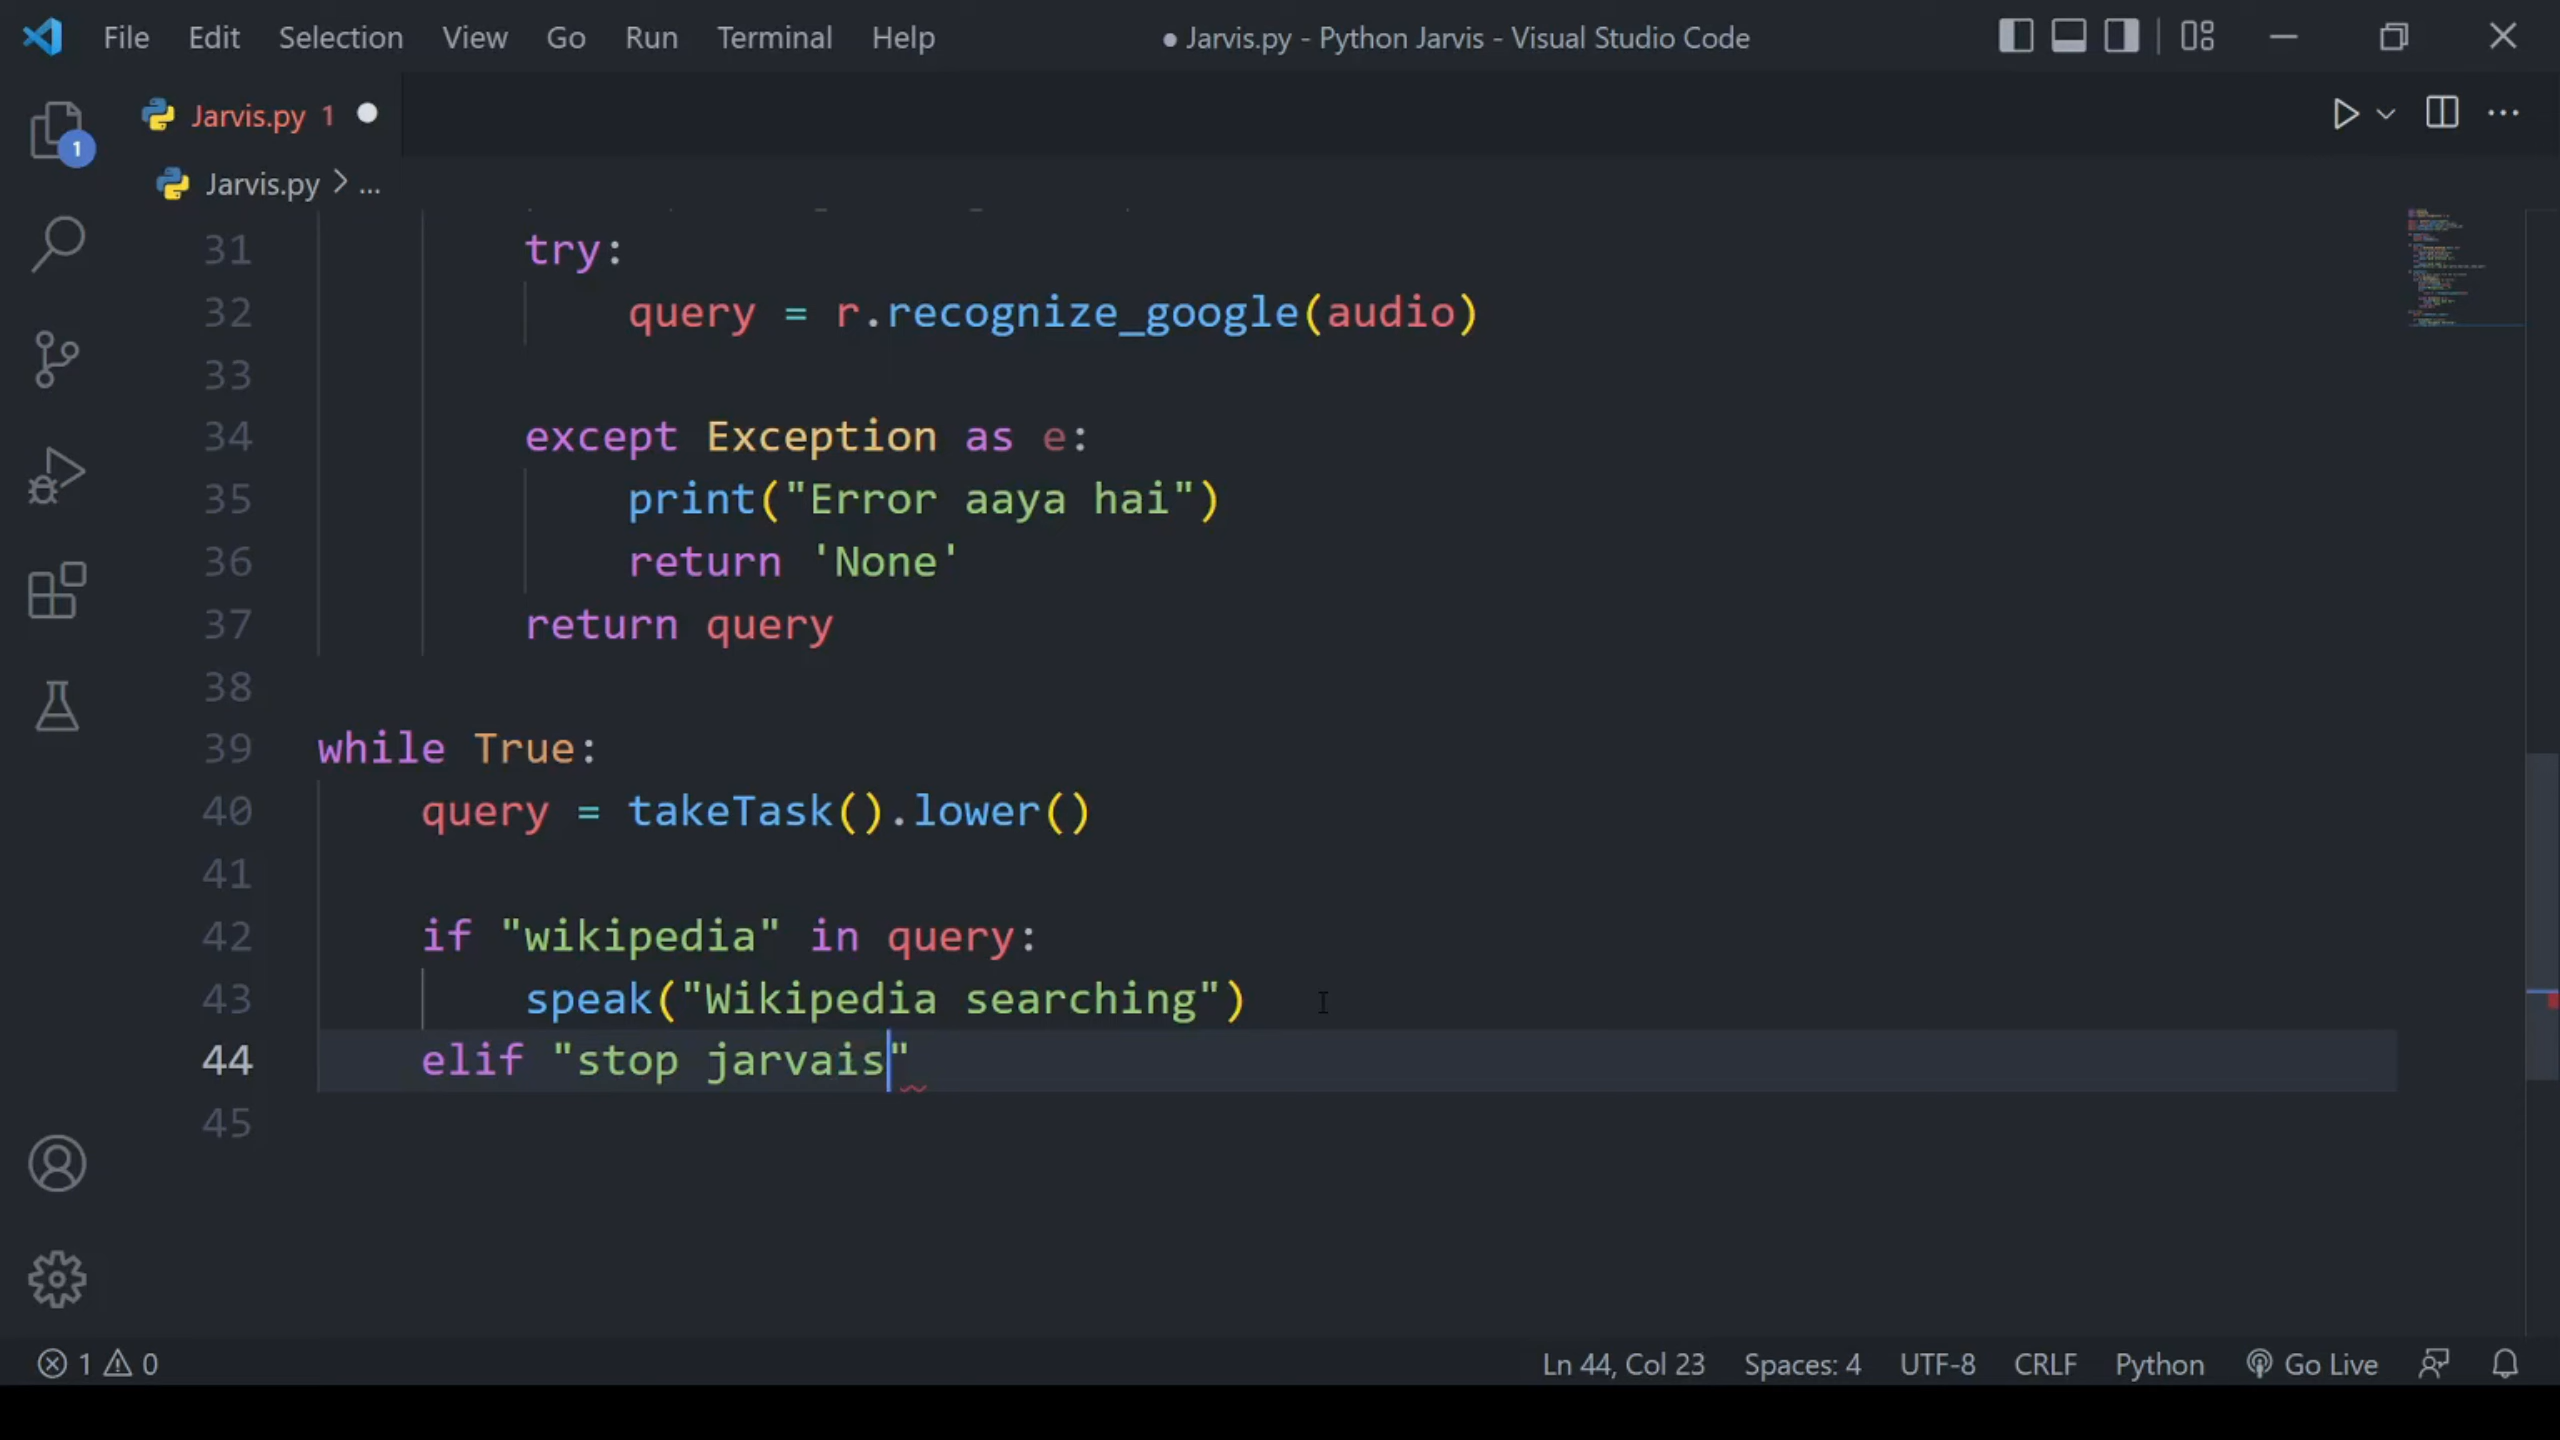 File Edit Selection View Go Run Terminal Help ● Jarvis.py - Python Jarvis - Visual Studio Code
Jarvis.py 1
1
Jarvis.py > ...
31 try:
32 query = r.recognize_google(audio)
33
34 except Exception as e:
35 print("Error aaya hai")
36 return 'None'
37 return query
38
39 while True:
40 query = takeTask().lower()
41
42 if "wikipedia" in query:
43 speak("Wikipedia searching")
44 elif "stop jarvais"
45
1 0 Ln 44, Col 23 Spaces: 4 UTF-8 CRLF Python Go Live